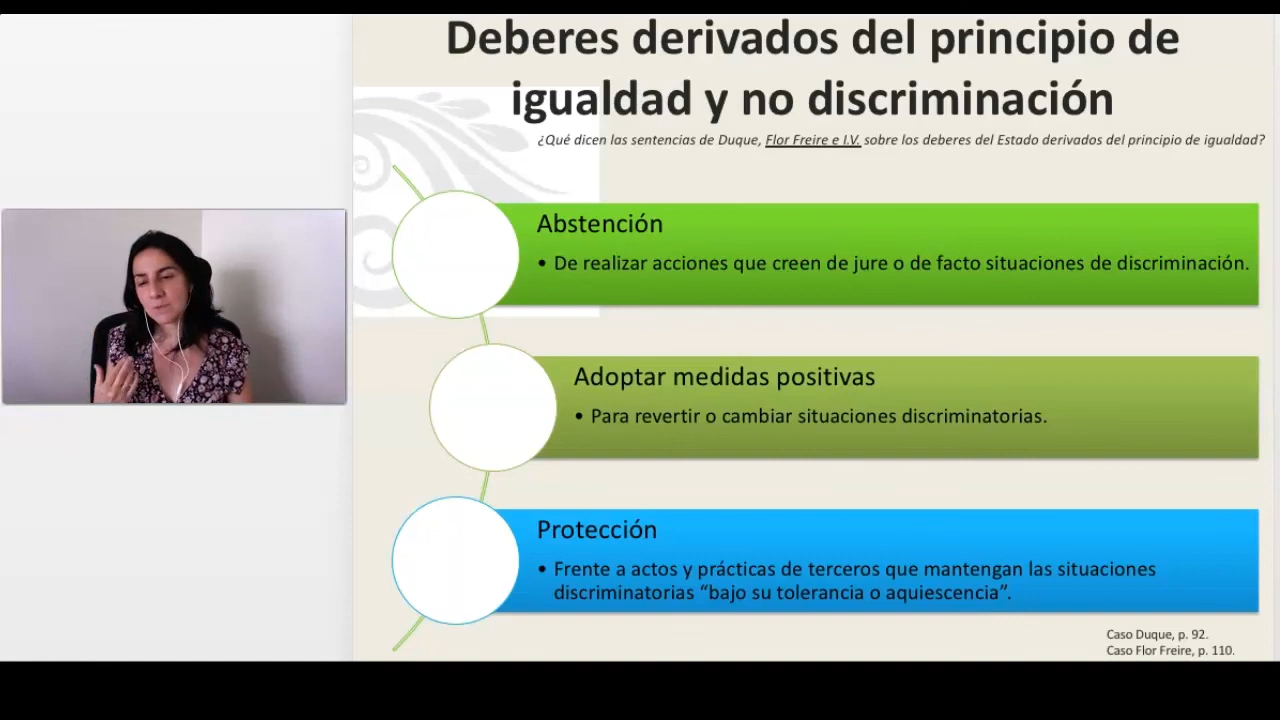 Deberes derivados del principio de
igualdad y no discriminación
¿Qué dicen las sentencias de Duque, Flor Freire e I.V. sobre los deberes del Estado derivados del principio de igualdad?
Abstención
• De realizar acciones que creen de jure o de facto situaciones de discriminación.
Adoptar medidas positivas
• Para revertir o cambiar situaciones discriminatorias.
Protección
• Frente a actos y prácticas de terceros que mantengan las situaciones
discriminatorias “bajo su tolerancia o aquiescencia”.
Caso Duque, p. 92.
Caso Flor Freire, p. 110.